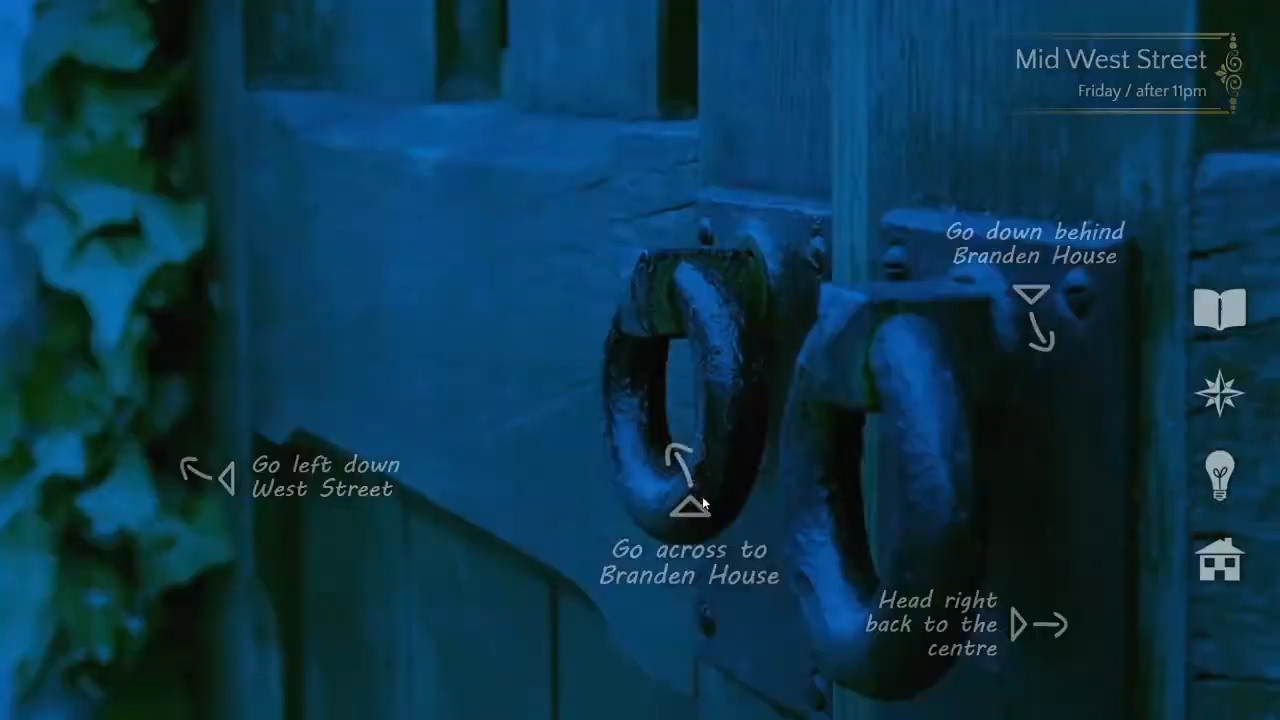 Mid West Street
Friday / after 11pm
Go down behind
Branden House
Go left down
West Street
Go across to
Branden House
Head right
back to the
centre